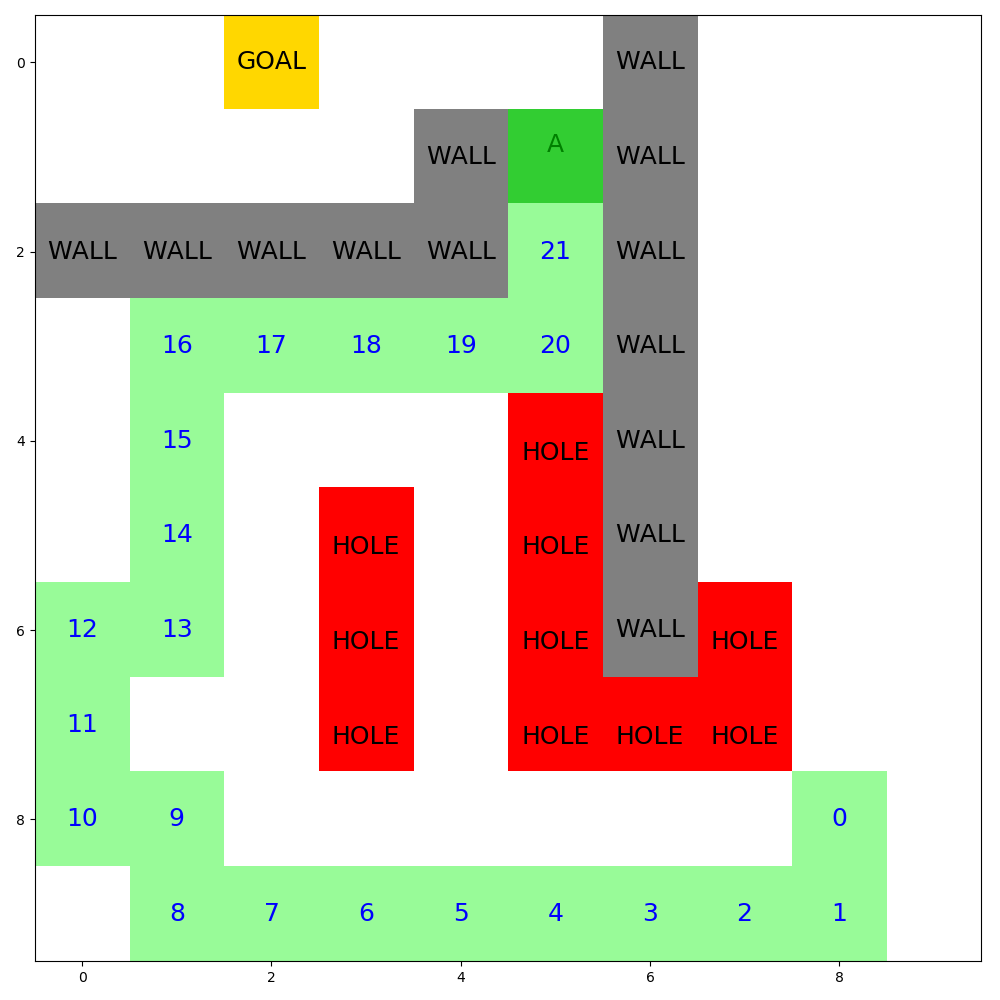 0 GOAL WALL
A
WALL WALL
2 WALL WALL WALL WALL WALL 21 WALL
16 17 18 19 20 WALL
4 15 HOLE WALL
14 HOLE HOLE WALL
6 12 13 HOLE HOLE WALL HOLE
11 HOLE HOLE HOLE HOLE
8 10 9 0
8 7 6 5 4 3 2 1
0 2 4 6 8